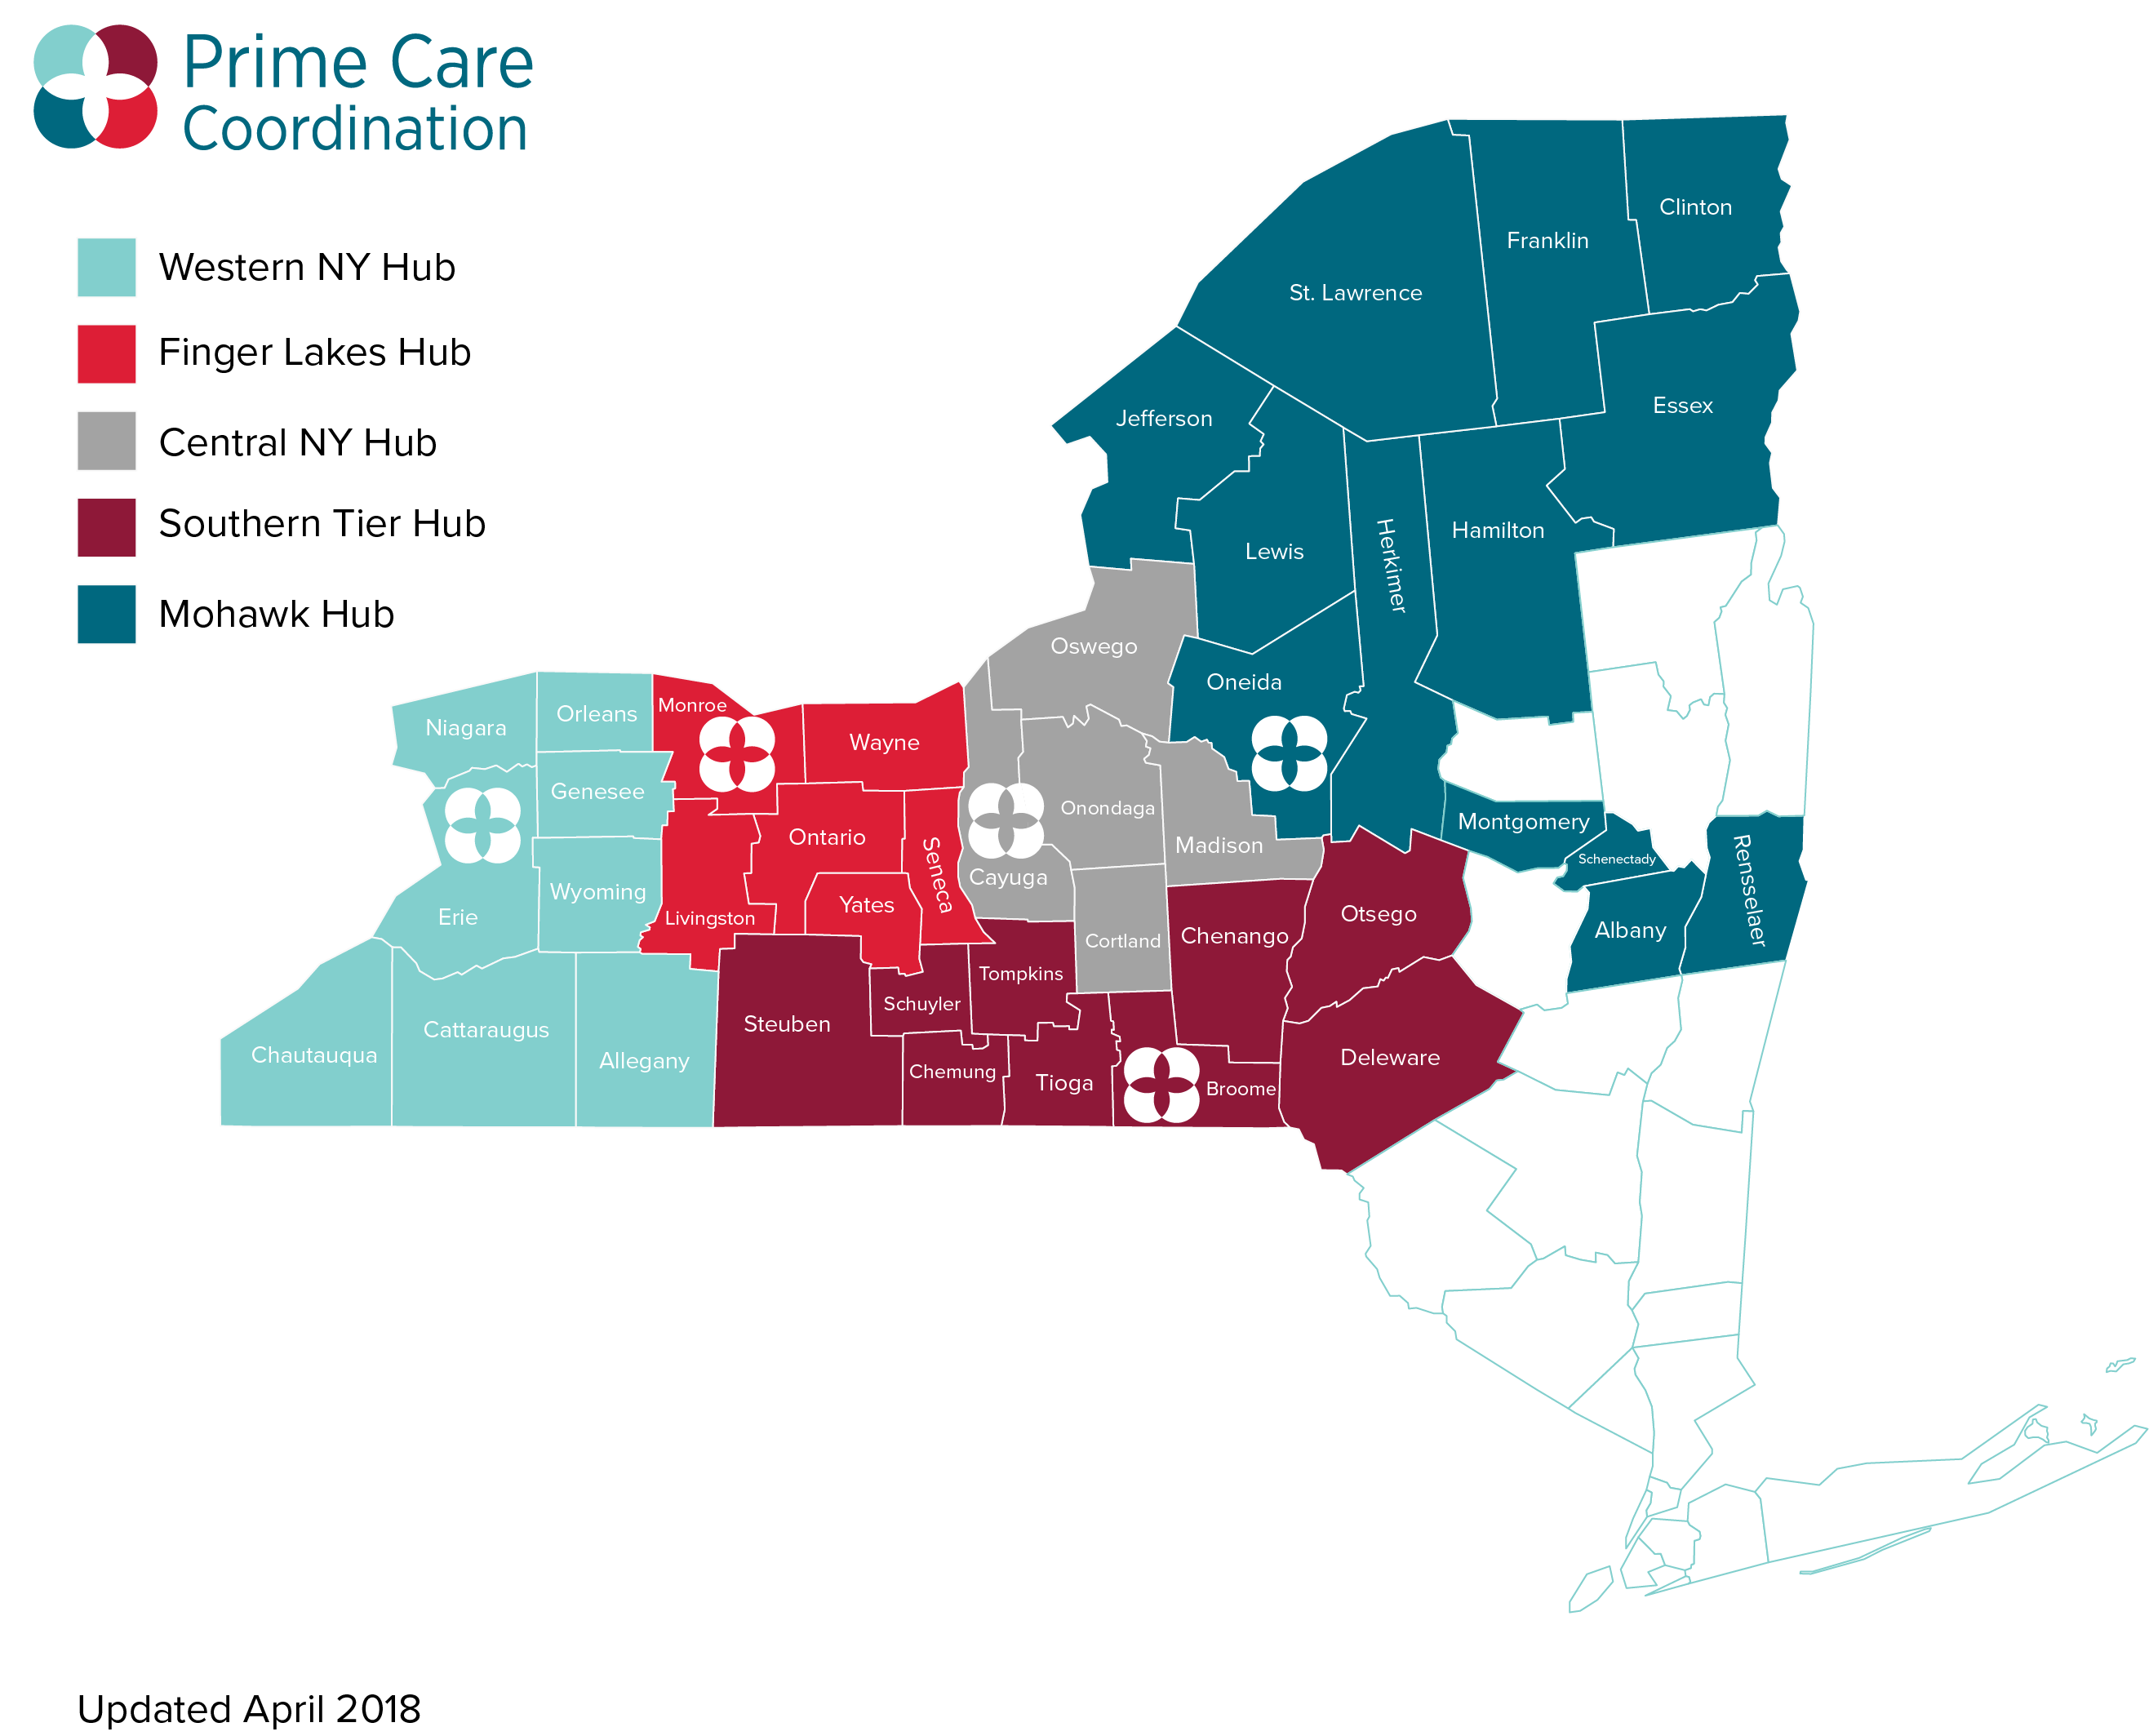 Prime Care
Coordination
Western NY Hub
Finger Lakes Hub
Central NY Hub
Southern Tier Hub
Mohawk Hub
Clinton
Franklin
St. Lawrence
Essex
Jefferson
Hamilton
Lewis
Herkimer
Oswego
Oneida
Niagara
Orleans
Monroe
Wayne
Genesee
Onondaga
Montgomery
Ontario
Madison
Schenectady
Seneca
Cayuga
Rensselaer
Wyoming
Yates
Erie
Livingston
Otsego
Albany
Chenango
Cortland
Tompkins
Schuyler
Steuben
Cattaraugus
Chautauqua
Allegany
Deleware
Chemung
Tioga
Broome
Updated April 2018